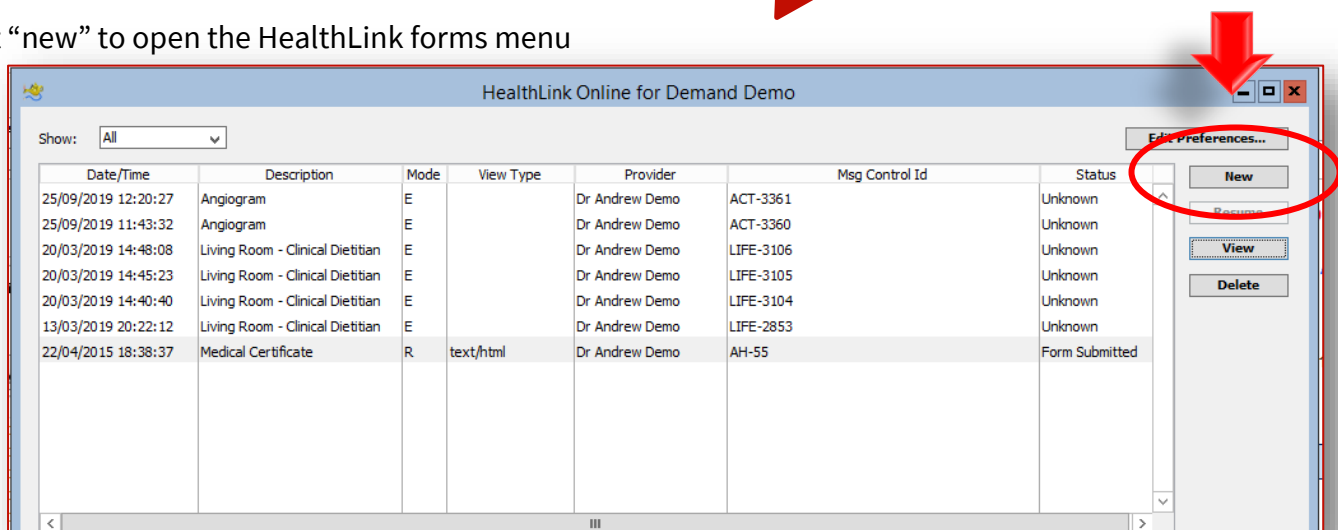 “new” to open the HealthLink forms menu
HealthLink Online for Demand Demo
Show: All Edit Preferences...
Date/Time Description Mode View Type Provider Msg Control Id Status New
25/09/2019 12:20:27 Angiogram E Dr Andrew Demo ACT-3361 Unknown
25/09/2019 11:43:32 Angiogram E Dr Andrew Demo ACT-3360 Unknown Resume
20/03/2019 14:48:08 Living Room - Clinical Dietitian E Dr Andrew Demo LIFE-3106 Unknown View
20/03/2019 14:45:23 Living Room - Clinical Dietitian E Dr Andrew Demo LIFE-3105 Unknown
20/03/2019 14:40:40 Living Room - Clinical Dietitian E Dr Andrew Demo LIFE-3104 Unknown Delete
13/03/2019 20:22:12 Living Room - Clinical Dietitian E Dr Andrew Demo LIFE-2853 Unknown
22/04/2015 18:38:37 Medical Certificate R text/html Dr Andrew Demo AH-55 Form Submitted